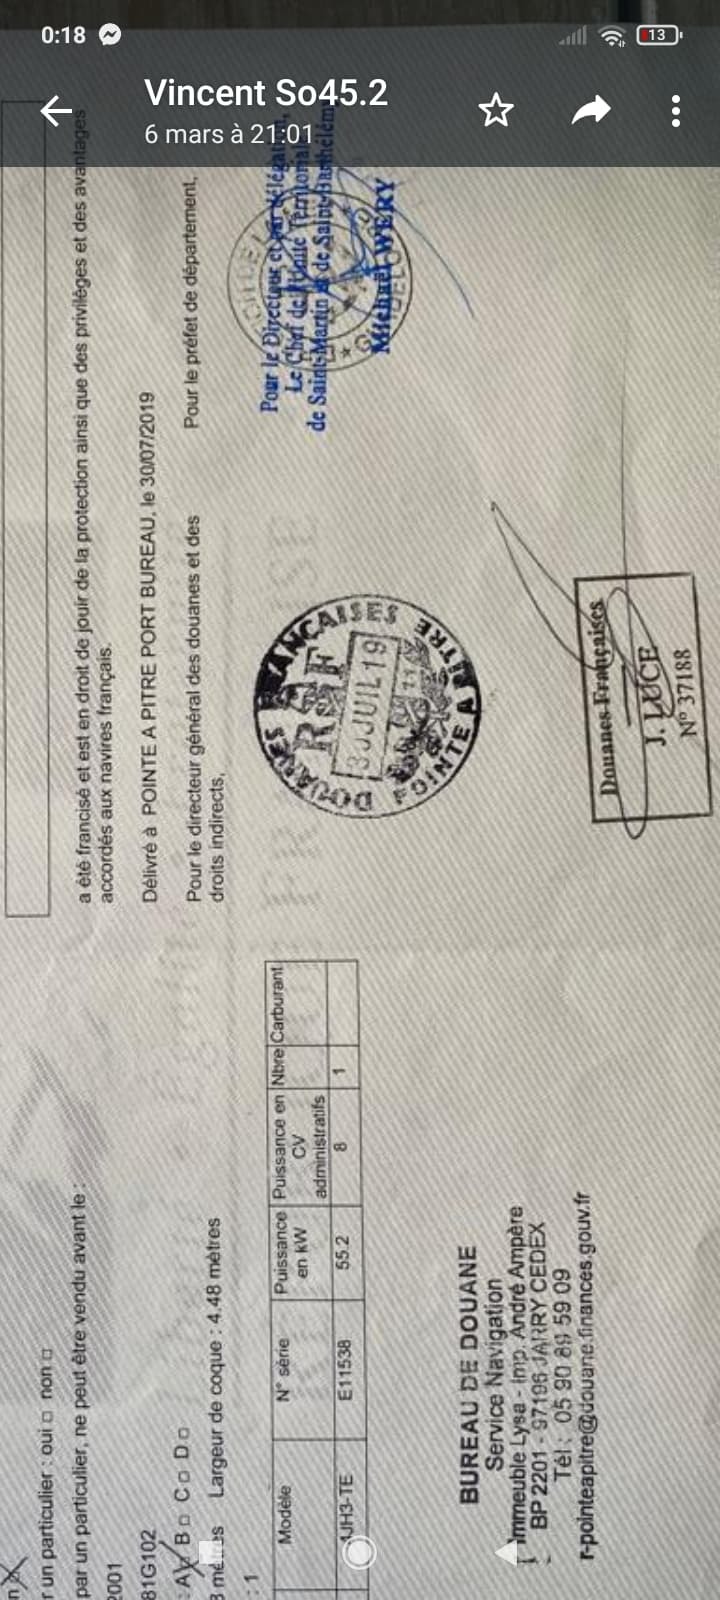 0:18
13
Vincent So45.2
6 mars à 21:01
a été francisé et est en droit de jouir de la protection ainsi que des privilèges et des avantages
accordés aux navires français.
Délivré à POINTE A PITRE PORT BUREAU, le 30/07/2019
Pour le directeur général des douanes et des
droits indirects,
Pour le préfet de département,
Pour le Directeur et par délégation,
Le Chef de l'Unité Territoriale
de Saint-Martin et de Saint-Barthélemy
Michaël WERY
DOUANES FRANÇAISES
RGF
30 JUIL 19
POINTE A PITRE
Douanes Françaises
J. LUCE
N° 37188
r un particulier : oui □ non □
par un particulier, ne peut être vendu avant le :
2001
81G102
: A□ B □ C □ D □
8 mètres Largeur de coque : 4.48 mètres
: 1
Modèle N° série Puissance en kW Puissance en CV administratifs Nbre Carburant
4JH3-TE E11538 55.2 8 1
BUREAU DE DOUANE
Service Navigation
Immeuble Lysa - Imp. André Ampère
BP 2201 - 97196 JARRY CEDEX
Tél : 05 90 89 59 09
r-pointeapitre@douane.finances.gouv.fr